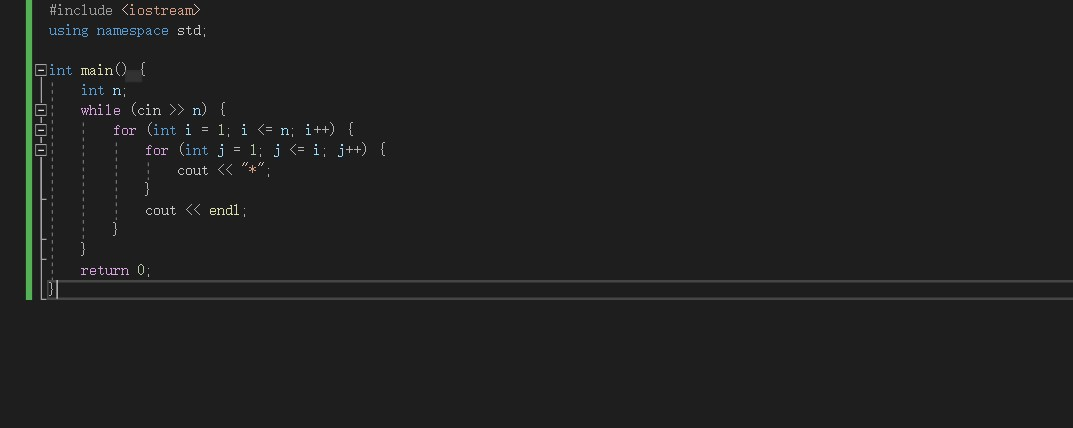 #include <iostream>
using namespace std;
int main() {
int n;
while (cin >> n) {
for (int i = 1; i <= n; i++) {
for (int j = 1; j <= i; j++) {
cout << "*";
}
cout << endl;
}
}
return 0;
}